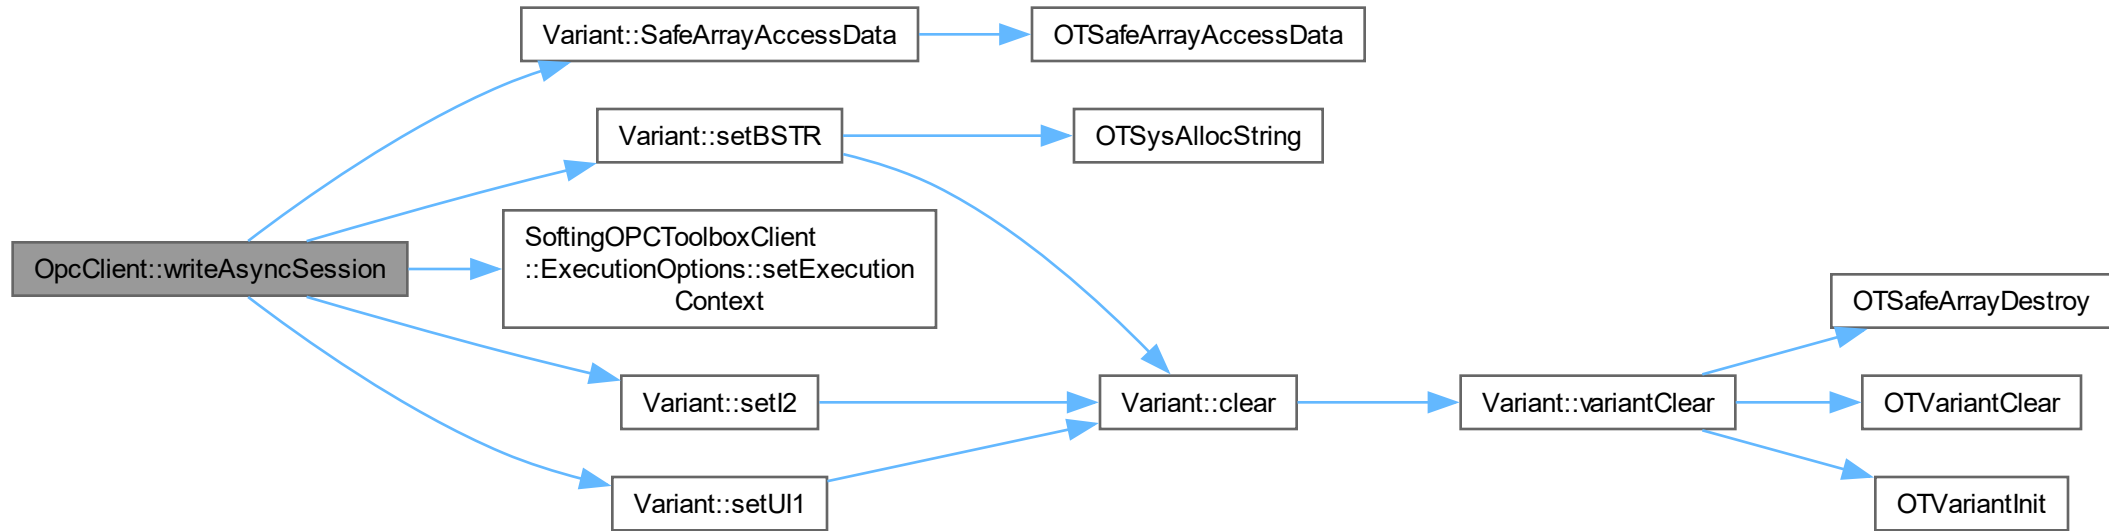 Variant::SafeArrayAccessData
OTSafeArrayAccessData
Variant::setBSTR
OTSysAllocString
OpcClient::writeAsyncSession
SoftingOPCToolboxClient
::ExecutionOptions::setExecution
Context
OTSafeArrayDestroy
Variant::setI2
Variant::clear
Variant::variantClear
OTVariantClear
Variant::setUI1
OTVariantInit